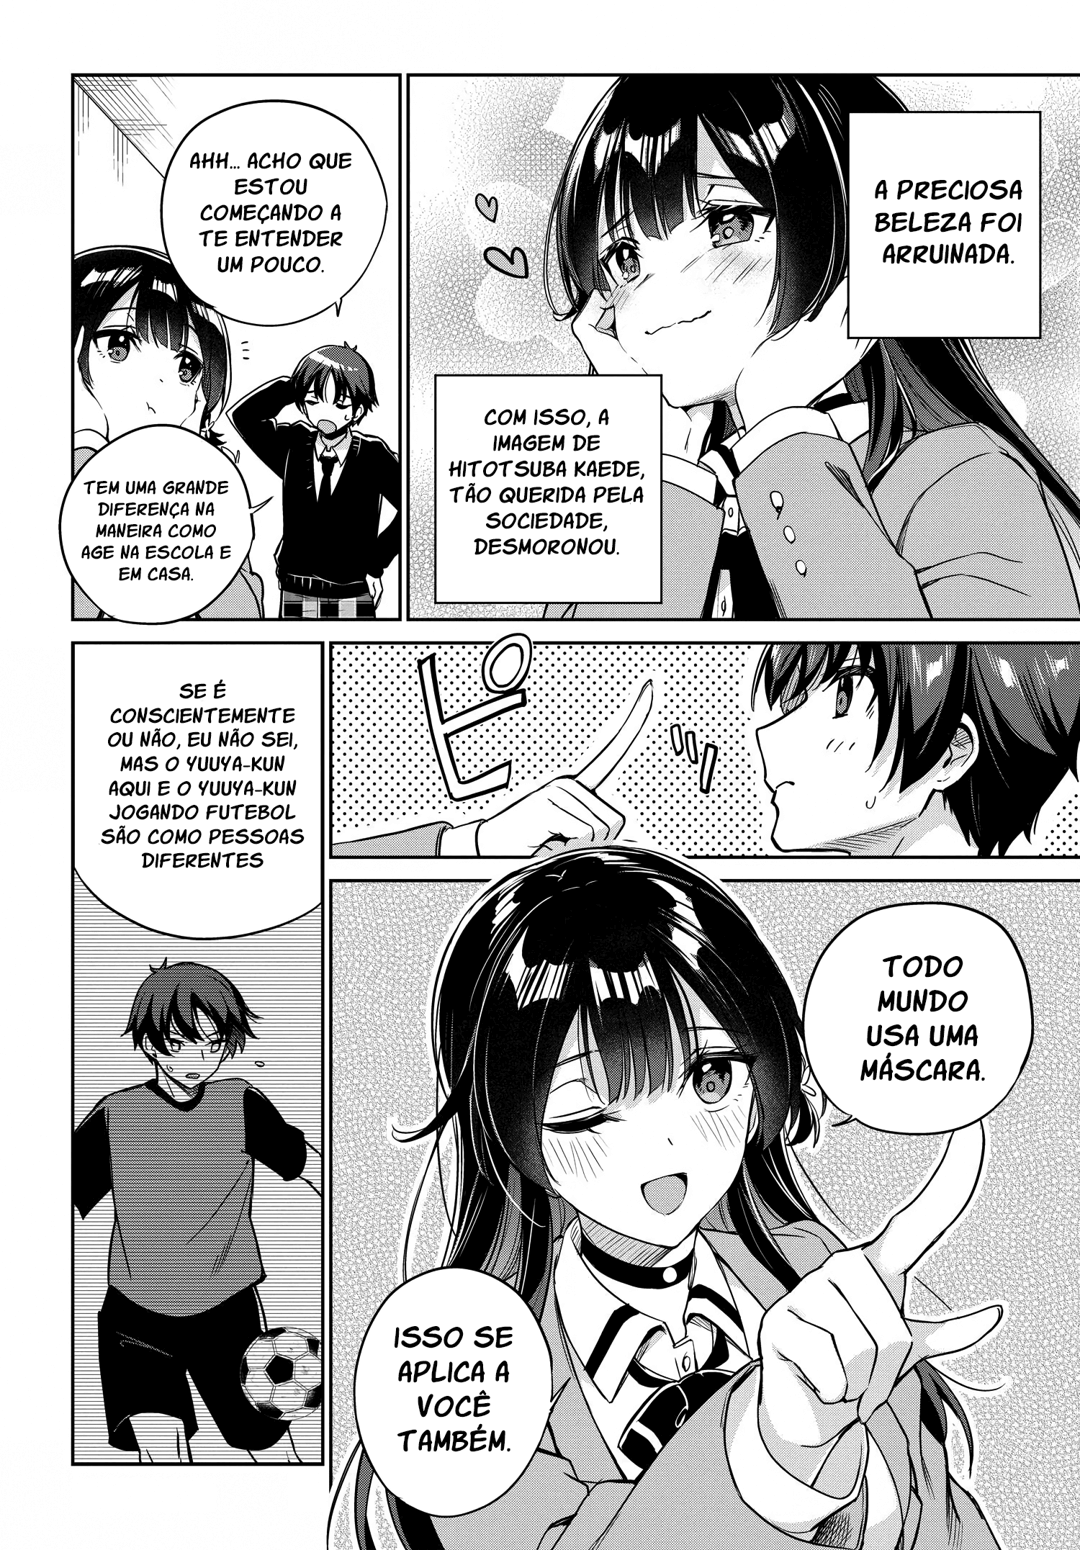 A PRECIOSA
BELEZA FOI
ARRUINADA.
COM ISSO, A
IMAGEM DE
HITOTSUBA KAEDE,
TÃO QUERIDA PELA
SOCIEDADE,
DESMORONOU.
AHH... ACHO QUE
ESTOU
COMEÇANDO A
TE ENTENDER
UM POUCO.
TEM UMA GRANDE
DIFERENÇA NA
MANEIRA COMO
AGE NA ESCOLA E
EM CASA.
ピ
TODO
MUNDO
USA UMA
MÁSCARA.
ISSO SE
APLICA A
VOCÊ
TAMBÉM.
SE É
CONSCIENTEMENTE
OU NÃO, EU NÃO SEI,
MAS O YUUYA-KUN
AQUI E O YUUYA-KUN
JOGANDO FUTEBOL
SÃO COMO PESSOAS
DIFERENTES